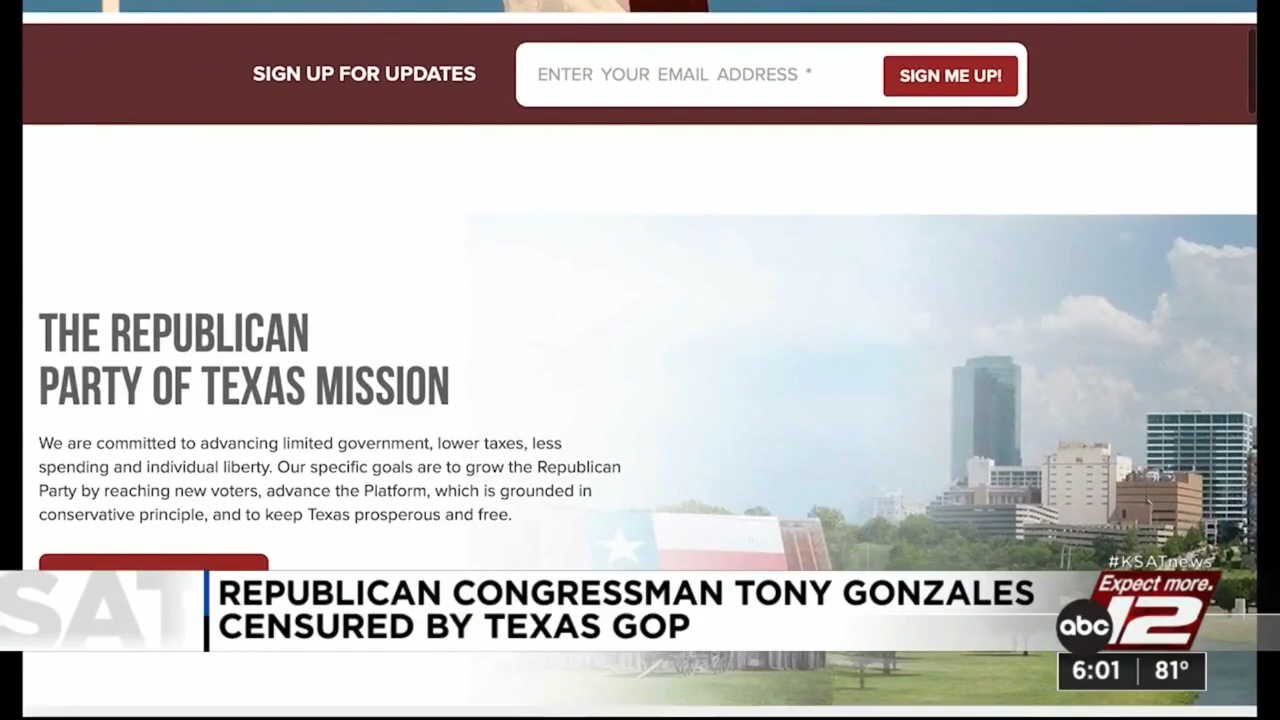 SIGN UP FOR UPDATES
ENTER YOUR EMAIL ADDRESS *
SIGN ME UP!
THE REPUBLICAN
PARTY OF TEXAS MISSION
We are committed to advancing limited government, lower taxes, less
spending and individual liberty. Our specific goals are to grow the Republican
Party by reaching new voters, advance the Platform, which is grounded in
conservative principle, and to keep Texas prosperous and free.
#KSATnews
SAT
REPUBLICAN CONGRESSMAN TONY GONZALES
CENSURED BY TEXAS GOP
Expect more.
abc 12
6:01 81°